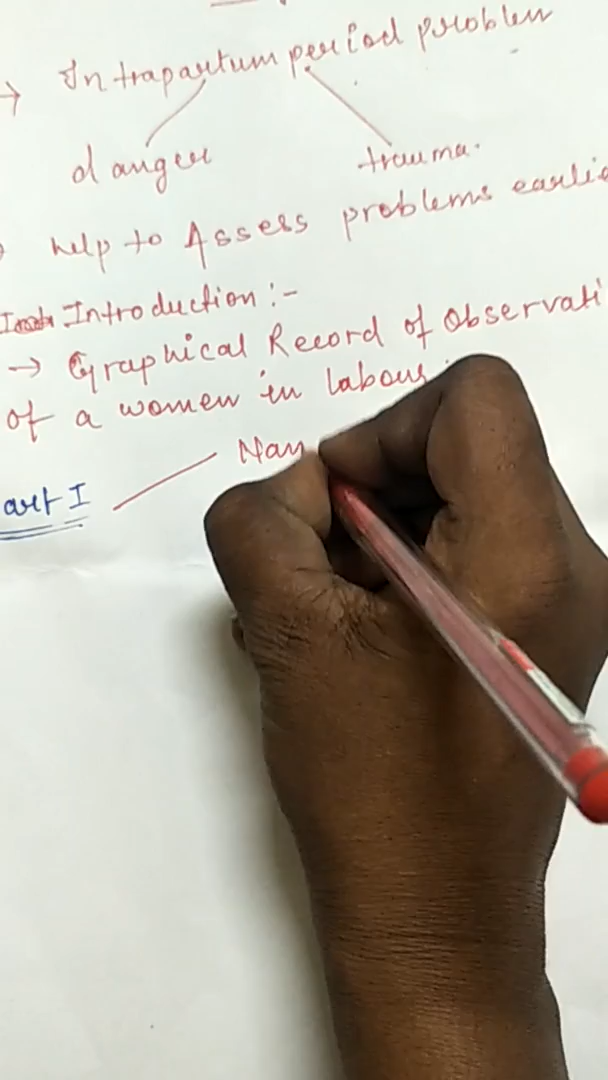 → Intrapartum period problem
danger trauma.
help to Assess problems earlie
Introduction :-
→ Graphical Record of Observati
of a women in labour
art I Nam